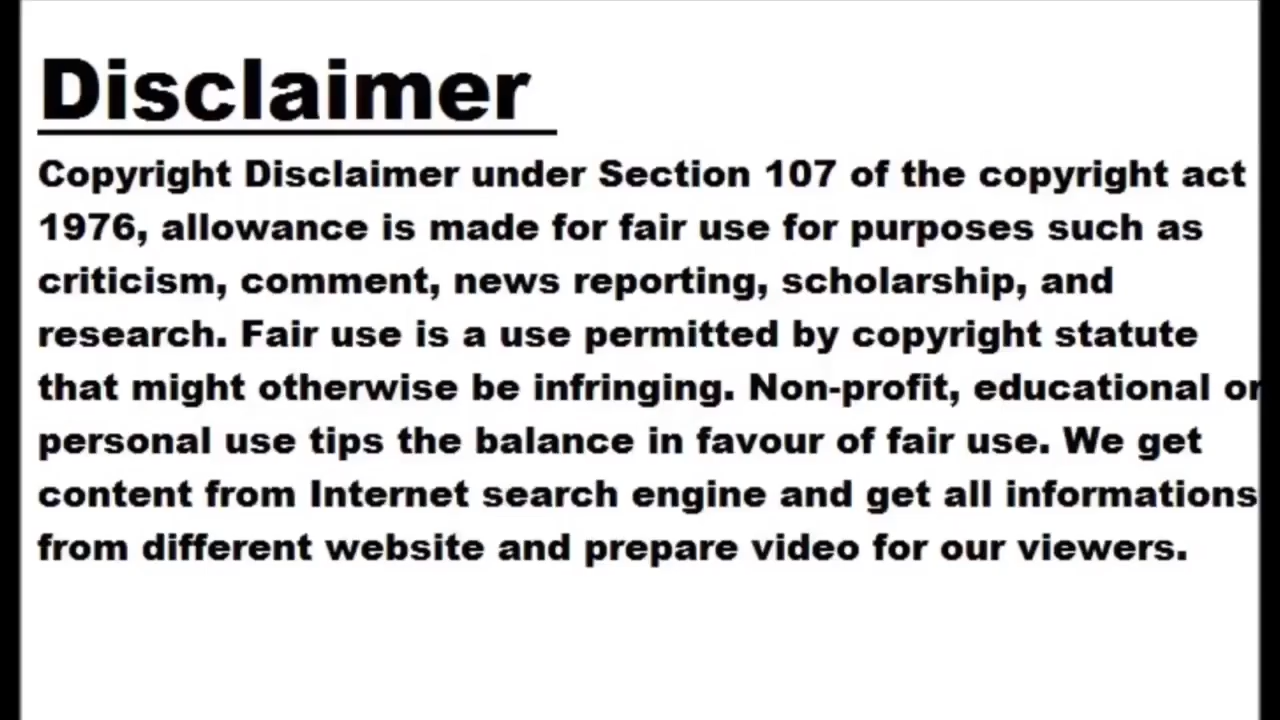 Disclaimer
Copyright Disclaimer under Section 107 of the copyright act
1976, allowance is made for fair use for purposes such as
criticism, comment, news reporting, scholarship, and
research. Fair use is a use permitted by copyright statute
that might otherwise be infringing. Non-profit, educational or
personal use tips the balance in favour of fair use. We get
content from Internet search engine and get all informations
from different website and prepare video for our viewers.